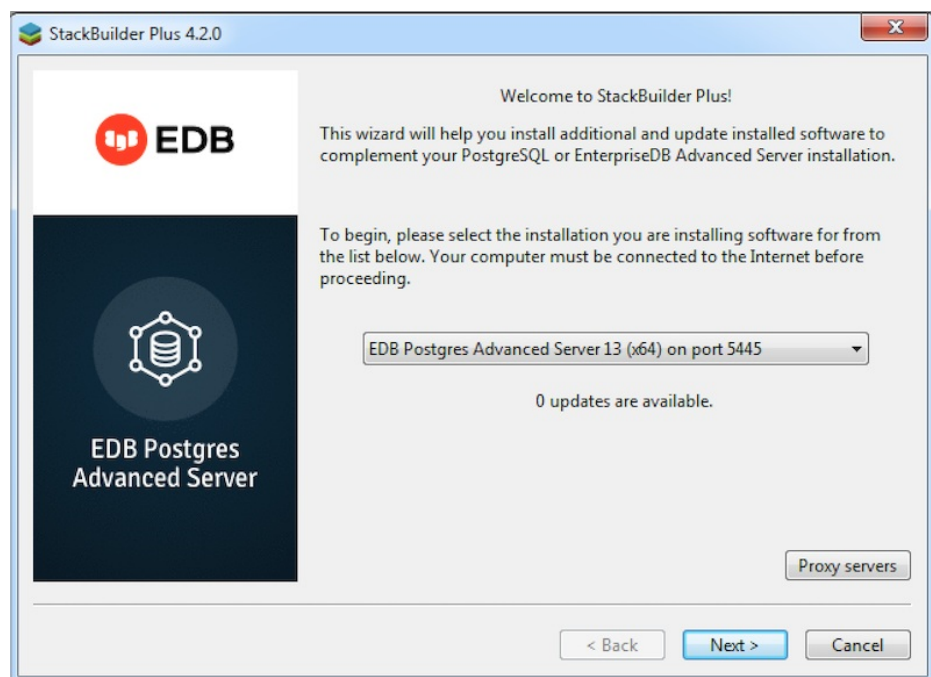 StackBuilder Plus 4.2.0
EDB
EDB Postgres
Advanced Server
Welcome to StackBuilder Plus!
This wizard will help you install additional and update installed software to
complement your PostgreSQL or EnterpriseDB Advanced Server installation.
To begin, please select the installation you are installing software for from
the list below. Your computer must be connected to the Internet before
proceeding.
EDB Postgres Advanced Server 13 (x64) on port 5445
0 updates are available.
Proxy servers
< Back
Next >
Cancel